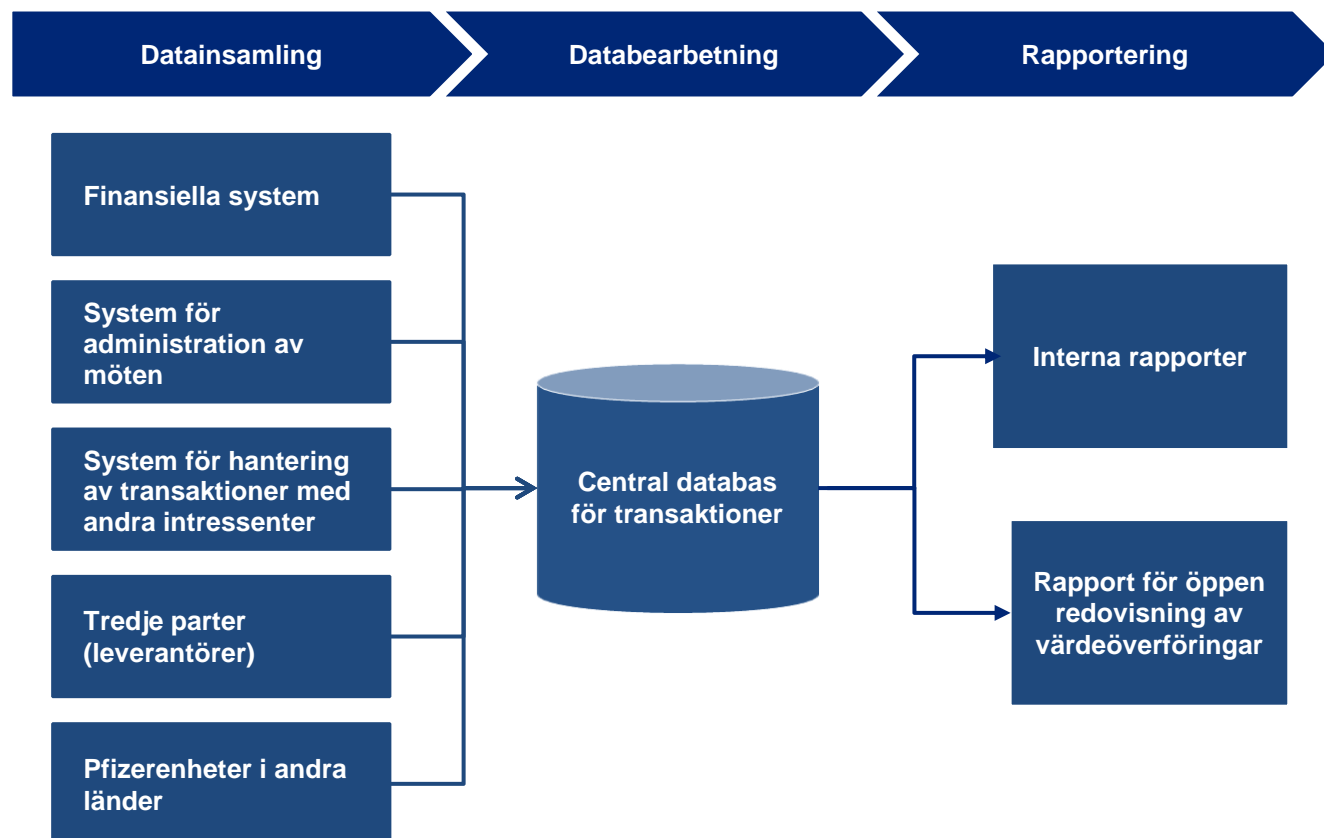 Datainsamling
Databearbetning
Rapportering
Finansiella system
System för
administration av
möten
System för hantering
av transaktioner med
andra intressenter
Tredje parter
(leverantörer)
Pfizerenheter i andra
länder
Central databas
för transaktioner
Interna rapporter
Rapport för öppen
redovisning av
värdeöverföringar